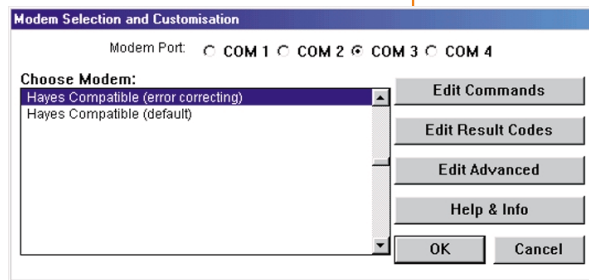 Modem Selection and Customisation
Modem Port: COM 1 COM 2 COM 3 COM 4
Choose Modem:
Hayes Compatible (error correcting)
Hayes Compatible (default)
Edit Commands
Edit Result Codes
Edit Advanced
Help & Info
OK Cancel